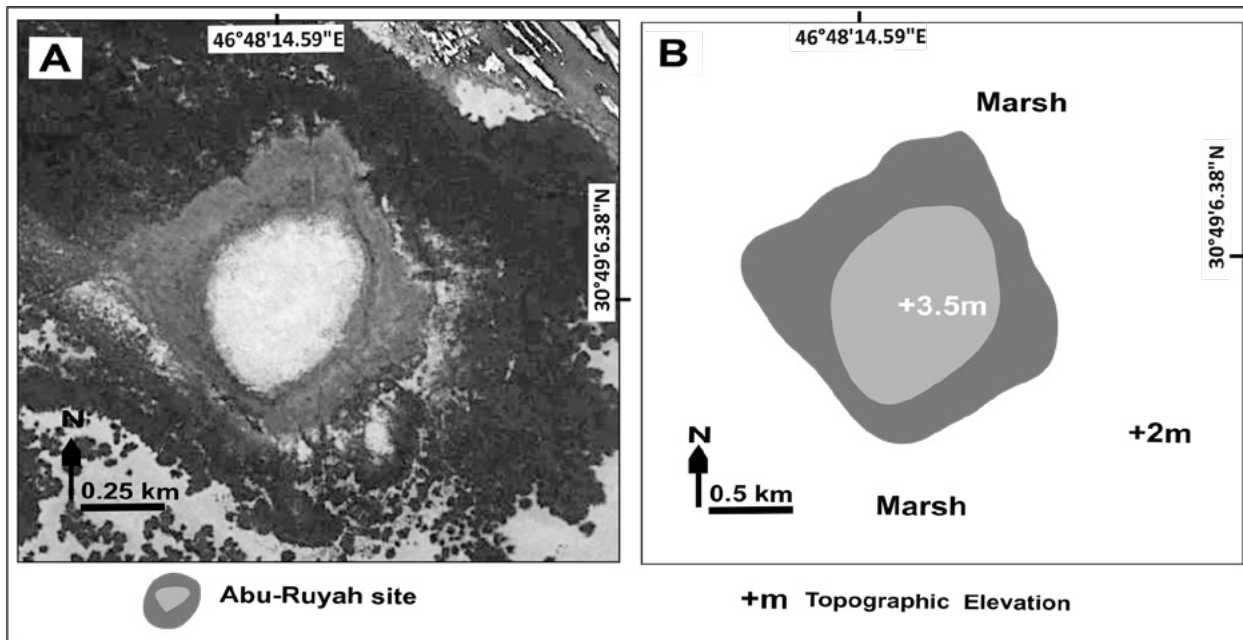 A
46°48'14.59"E
30°49'6.38"N
N
0.25 km
B
46°48'14.59"E
Marsh
30°49'6.38"N
+3.5m
+2m
N
0.5 km
Marsh
Abu-Ruyah site
+m Topographic Elevation